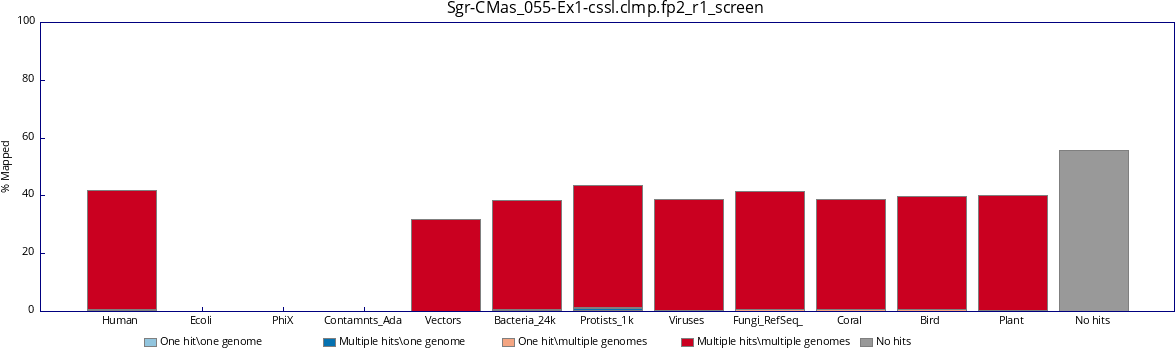 Sgr-CMas_055-Ex1-cssl.clmp.fp2_r1_screen
100
80
60
40
20
0
% Mapped
Human Ecoli PhiX Contamnts_Ada Vectors Bacteria_24k Protists_1k Viruses Fungi_RefSeq_ Coral Bird Plant No hits
One hit\one genome Multiple hits\one genome One hit\multiple genomes Multiple hits\multiple genomes No hits